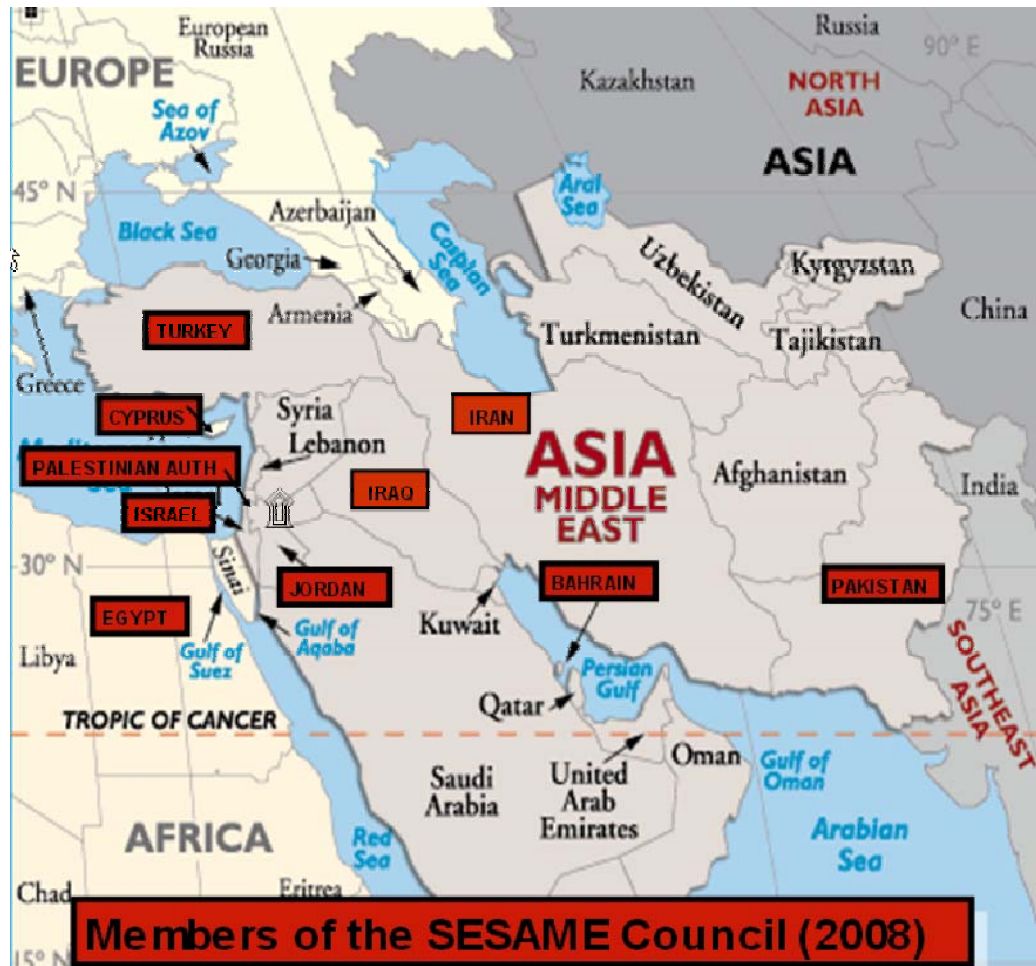 European
Russia
Russia
90° E
EUROPE
Kazakhstan
NORTH
ASIA
Sea of
Azov
ASIA
45° N
Aral
Sea
Azerbaijan
Black Sea
Caspian
Sea
Georgia
Uzbekistan
Kyrgyzstan
China
Armenia
TURKEY
Turkmenistan
Tajikistan
Greece
CYPRUS
Syria
IRAN
Lebanon
ASIA
MIDDLE
EAST
PALESTINIAN AUTH
Sea
Afghanistan
India
IRAQ
ISRAEL
Sinai
30° N
JORDAN
BAHRAIN
PAKISTAN
75° E
EGYPT
Kuwait
Gulf of
Aqaba
Gulf of
Suez
Libya
Persian
Gulf
SOUTHEAST
ASIA
Qatar
TROPIC OF CANCER
Oman
Gulf of
Oman
Saudi
Arabia
United
Arab
Emirates
AFRICA
Red
Sea
Arabian
Sea
Chad
Eritrea
Members of the SESAME Council (2008)
15° N